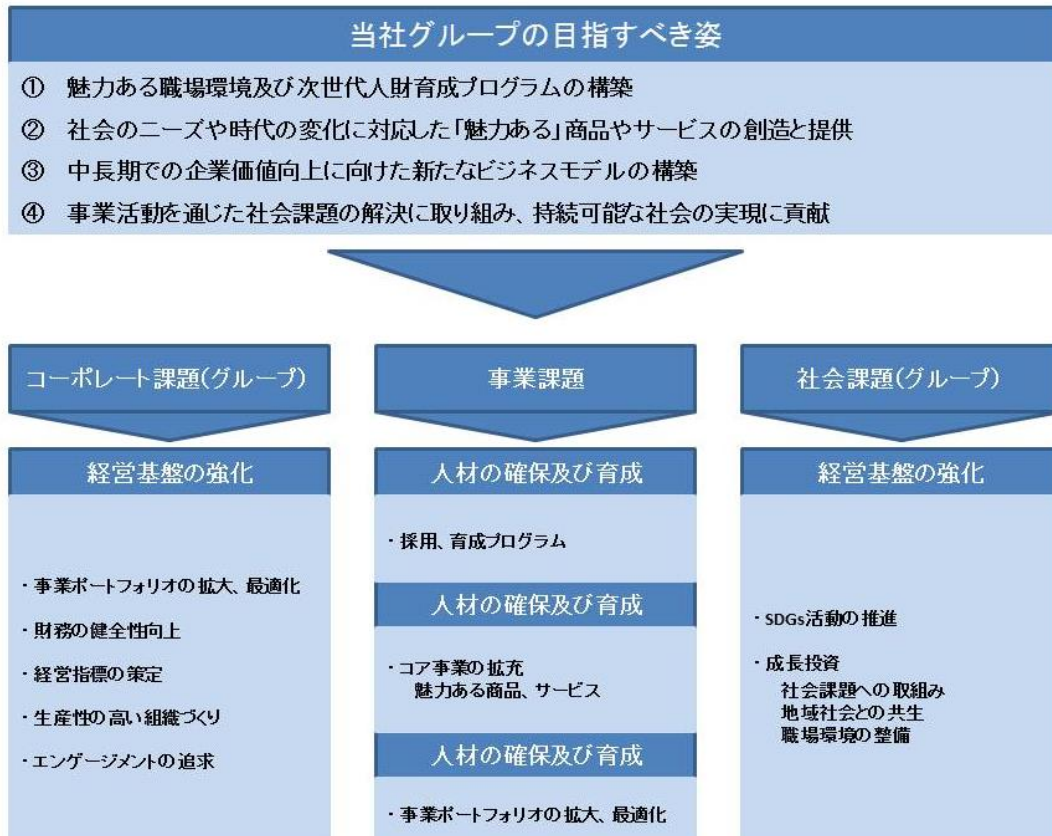 当社グループの目指すべき姿
① 魅力ある職場環境及び次世代人財育成プログラムの構築
② 社会のニーズや時代の変化に対応した「魅力ある」商品やサービスの創造と提供
③ 中長期での企業価値向上に向けた新たなビジネスモデルの構築
④ 事業活動を通じた社会課題の解決に取り組み、持続可能な社会の実現に貢献
コーポレート課題(グループ)
経営基盤の強化
・事業ポートフォリオの拡大、最適化
・財務の健全性向上
・経営指標の策定
・生産性の高い組織づくり
・エンゲージメントの追求
事業課題
人材の確保及び育成
・採用、育成プログラム
人材の確保及び育成
・コア事業の拡充
魅力ある商品、サービス
人材の確保及び育成
・事業ポートフォリオの拡大、最適化
社会課題(グループ)
経営基盤の強化
・SDGs活動の推進
・成長投資
社会課題への取組み
地域社会との共生
職場環境の整備